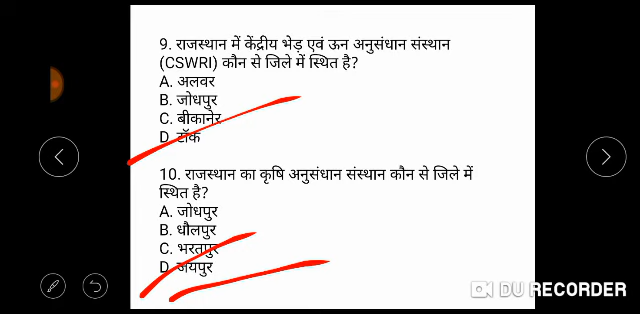 9. राजस्थान में केंद्रीय भेड़ एवं ऊन अनुसंधान संस्थान
(CSWRI) कौन से जिले में स्थित है?
A. अलवर
B. जोधपुर
C. बीकानेर
D. टोंक
10. राजस्थान का कृषि अनुसंधान संस्थान कौन से जिले में
स्थित है?
A. जोधपुर
B. धौलपुर
C. भरतपुर
D. जयपुर
DU RECORDER